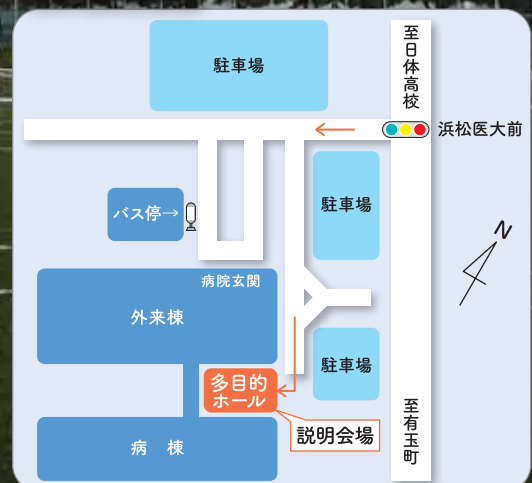 駐車場
至日体高校
浜松医大前
駐車場
バス停→
N
病院玄関
外来棟
駐車場
多目的
ホール
説明会場
至有玉町
病 棟